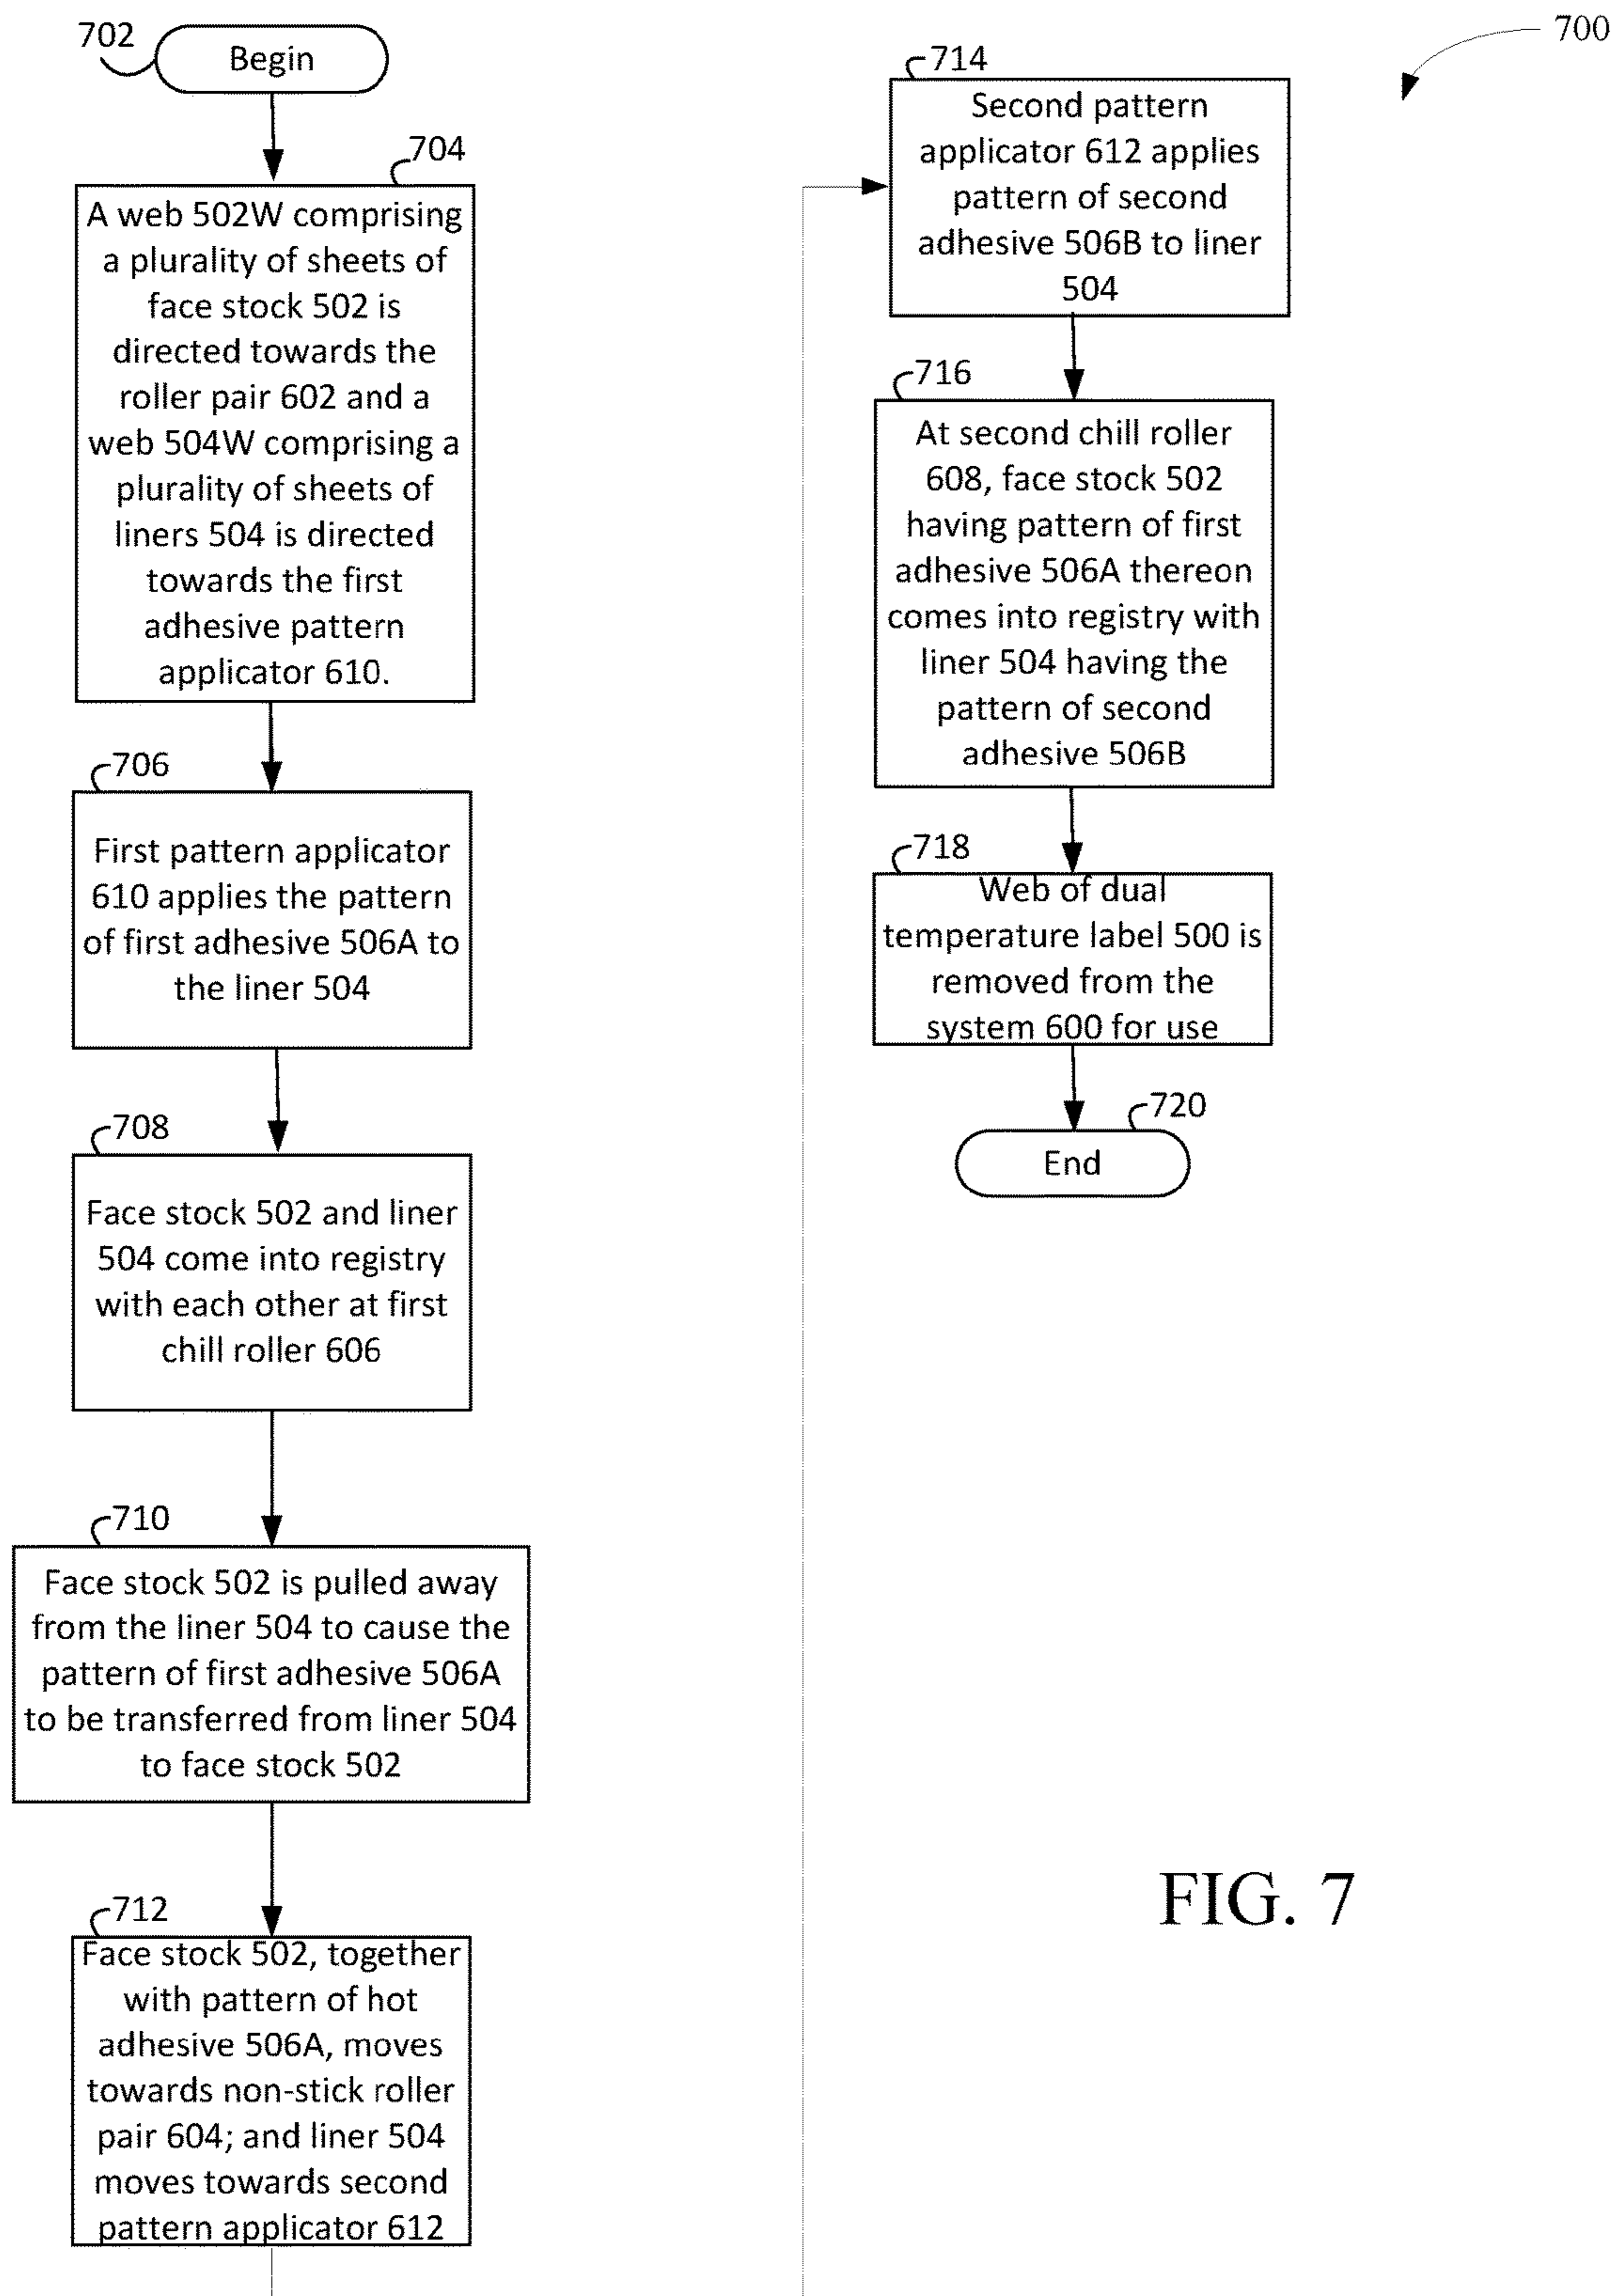 702
Begin
704
A web 502W comprising
a plurality of sheets of
face stock 502 is
directed towards the
roller pair 602 and a
web 504W comprising a
plurality of sheets of
liners 504 is directed
towards the first
adhesive pattern
applicator 610.
706
First pattern applicator
610 applies the pattern
of first adhesive 506A to
the liner 504
708
Face stock 502 and liner
504 come into registry
with each other at first
chill roller 606
710
Face stock 502 is pulled away
from the liner 504 to cause the
pattern of first adhesive 506A
to be transferred from liner 504
to face stock 502
712
Face stock 502, together
with pattern of hot
adhesive 506A, moves
towards non-stick roller
pair 604; and liner 504
moves towards second
pattern applicator 612
700
714
Second pattern
applicator 612 applies
pattern of second
adhesive 506B to liner
504
716
At second chill roller
608, face stock 502
having pattern of first
adhesive 506A thereon
comes into registry with
liner 504 having the
pattern of second
adhesive 506B
718
Web of dual
temperature label 500 is
removed from the
system 600 for use
720
End
FIG. 7